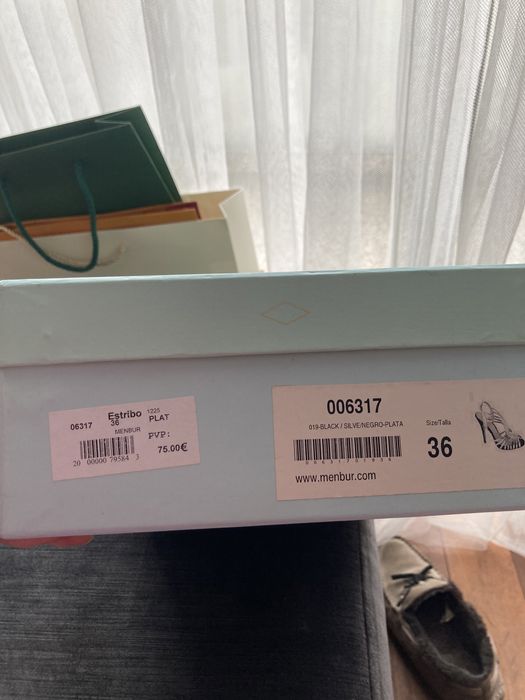 Estribo 1225
06317 36 PLAT
MENBUR
PVP:
20 00000 79584 3 75.00€
006317
019-BLACK / SILVE/NEGRO-PLATA
Size/Talla
36
www.menbur.com